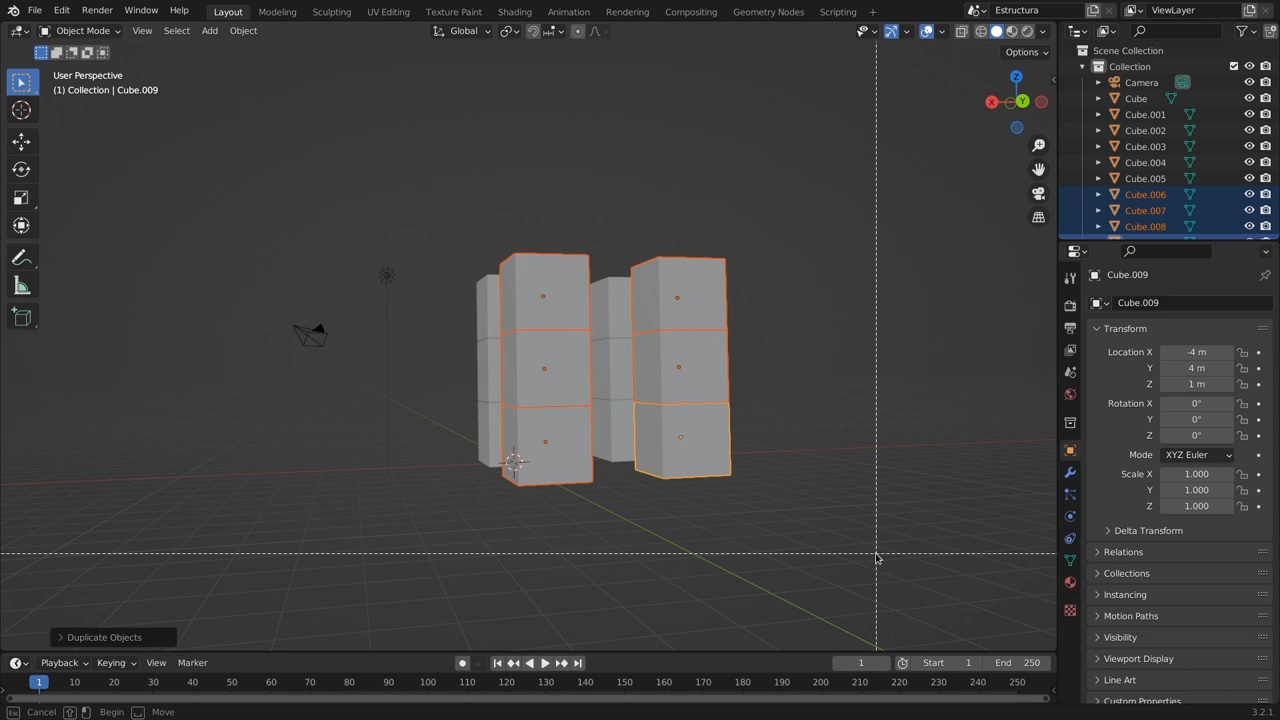 File Edit Render Window Help Layout Modeling Sculpting UV Editing Texture Paint Shading Animation Rendering Compositing Geometry Nodes Scripting + Estructura ViewLayer
Object Mode View Select Add Object Global
Options
User Perspective
(1) Collection | Cube.009
Z
X
Y
Scene Collection
Collection
Camera
Cube
Cube.001
Cube.002
Cube.003
Cube.004
Cube.005
Cube.006
Cube.007
Cube.008
Cube.009
Cube.009
Transform
Location X -4 m
Y 4 m
Z 1 m
Rotation X 0°
Y 0°
Z 0°
Mode XYZ Euler
Scale X 1.000
Y 1.000
Z 1.000
Delta Transform
Relations
Collections
Instancing
Motion Paths
Visibility
Viewport Display
Line Art
Custom Properties
Duplicate Objects
Playback Keying View Marker 1 Start 1 End 250
1 10 20 30 40 50 60 70 80 90 100 110 120 130 140 150 160 170 180 190 200 210 220 230 240 250
Esc Cancel Begin Move 3.2.1